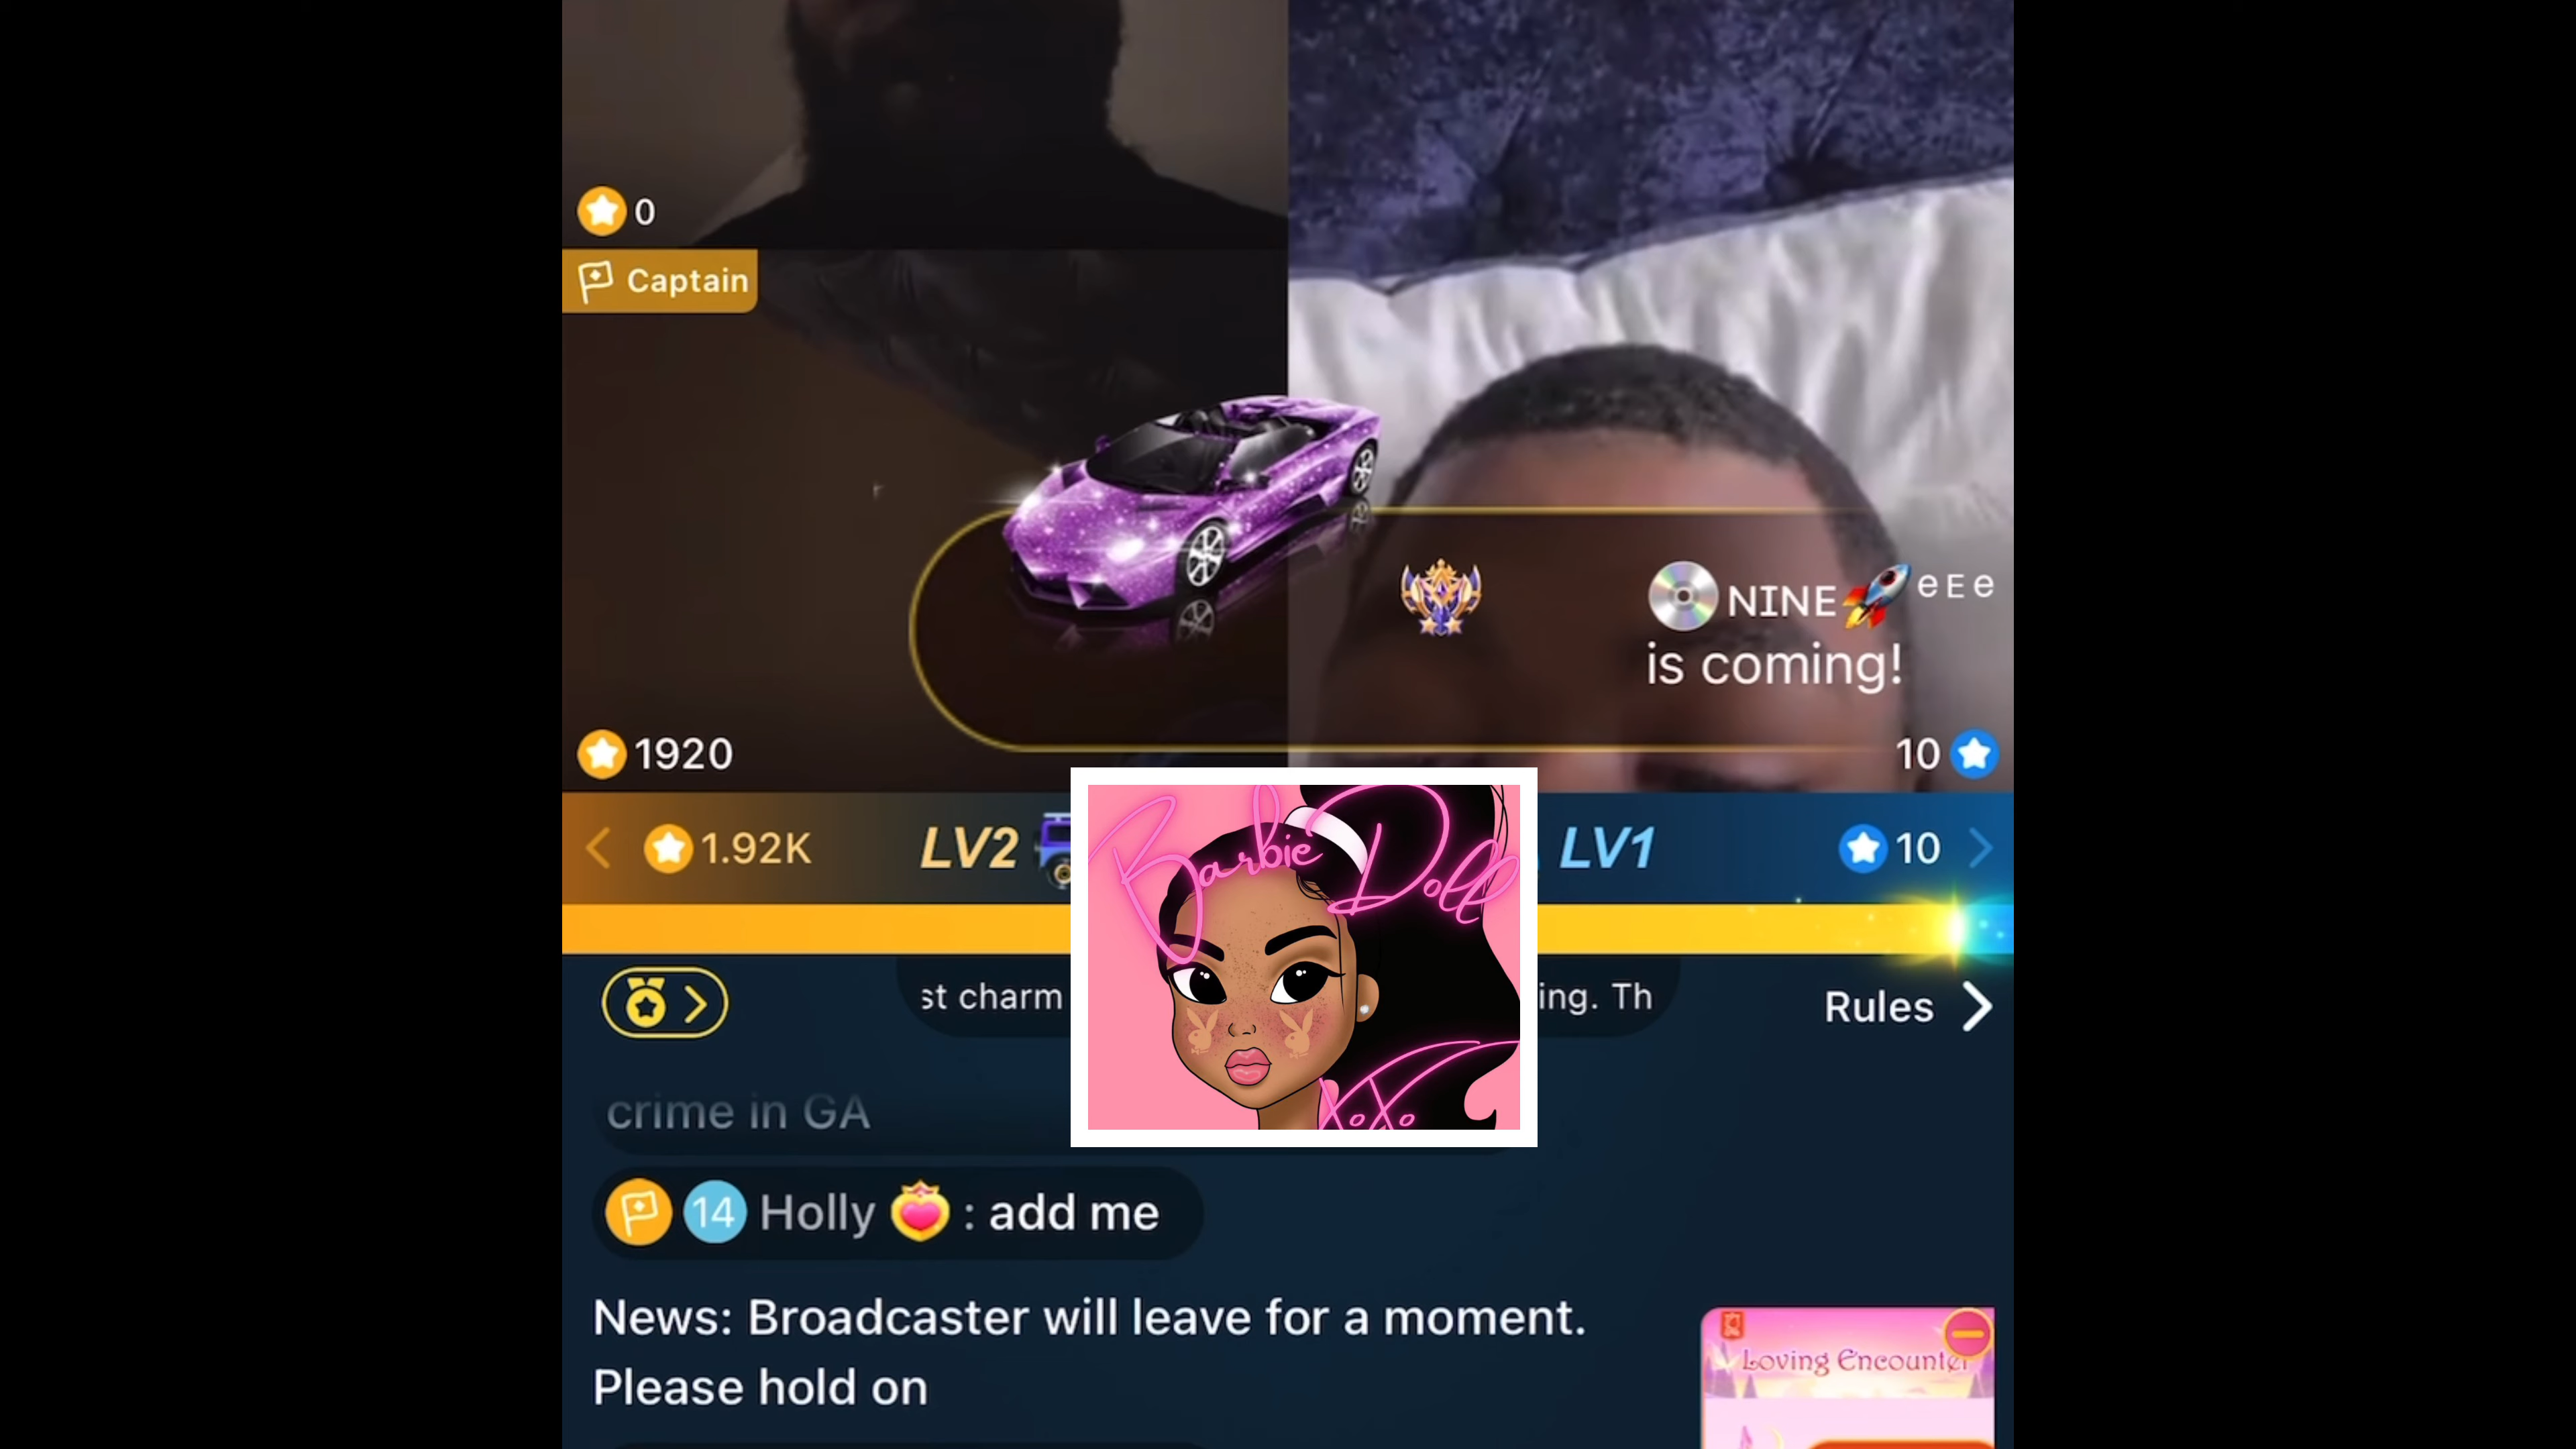 0
Captain
NINE eEe
is coming!
1920
10
1.92K
LV2
LV1
10
Barbie Doll
XoXo
st charm
ing. Th
Rules
crime in GA
14 Holly : add me
News: Broadcaster will leave for a moment.
Please hold on
Loving Encounter